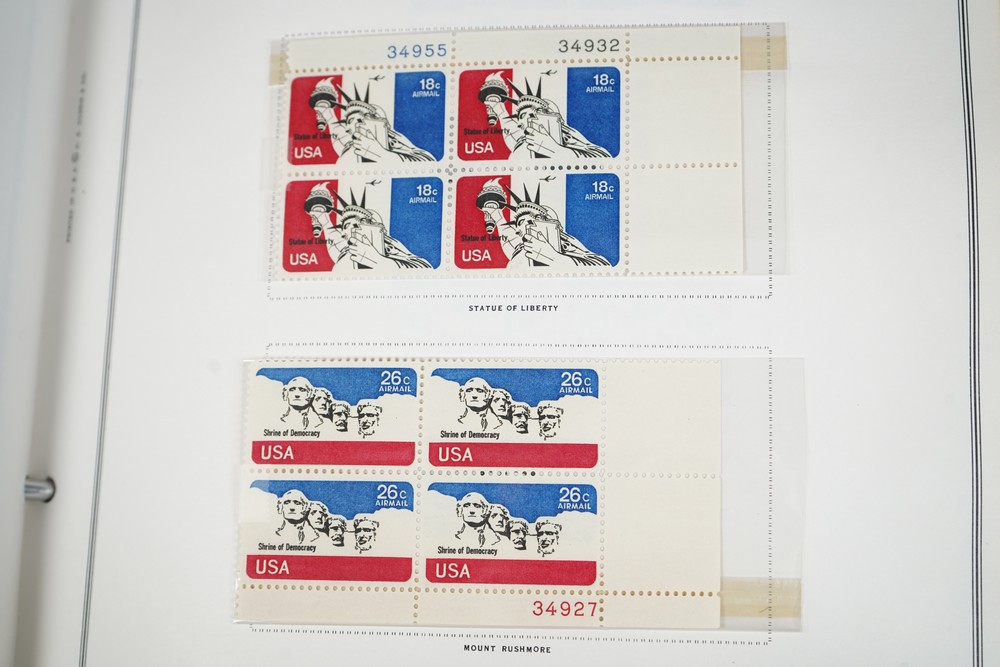 34955 34932
18c
AIRMAIL
Statue of Liberty
USA
18c
AIRMAIL
Statue of Liberty
USA
18c
AIRMAIL
Statue of Liberty
USA
18c
AIRMAIL
Statue of Liberty
USA
STATUE OF LIBERTY
26c
AIRMAIL
Shrine of Democracy
USA
26c
AIRMAIL
Shrine of Democracy
USA
26c
AIRMAIL
Shrine of Democracy
USA
26c
AIRMAIL
Shrine of Democracy
USA
34927
MOUNT RUSHMORE